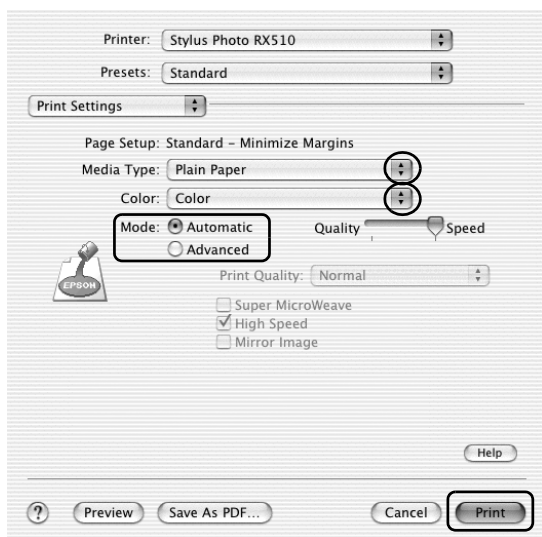 Printer: Stylus Photo RX510
Presets: Standard
Print Settings
Page Setup: Standard – Minimize Margins
Media Type: Plain Paper
Color: Color
Mode: Automatic Quality Speed
Advanced
EPSON
Print Quality: Normal
Super MicroWeave
High Speed
Mirror Image
Help
? Preview Save As PDF... Cancel Print